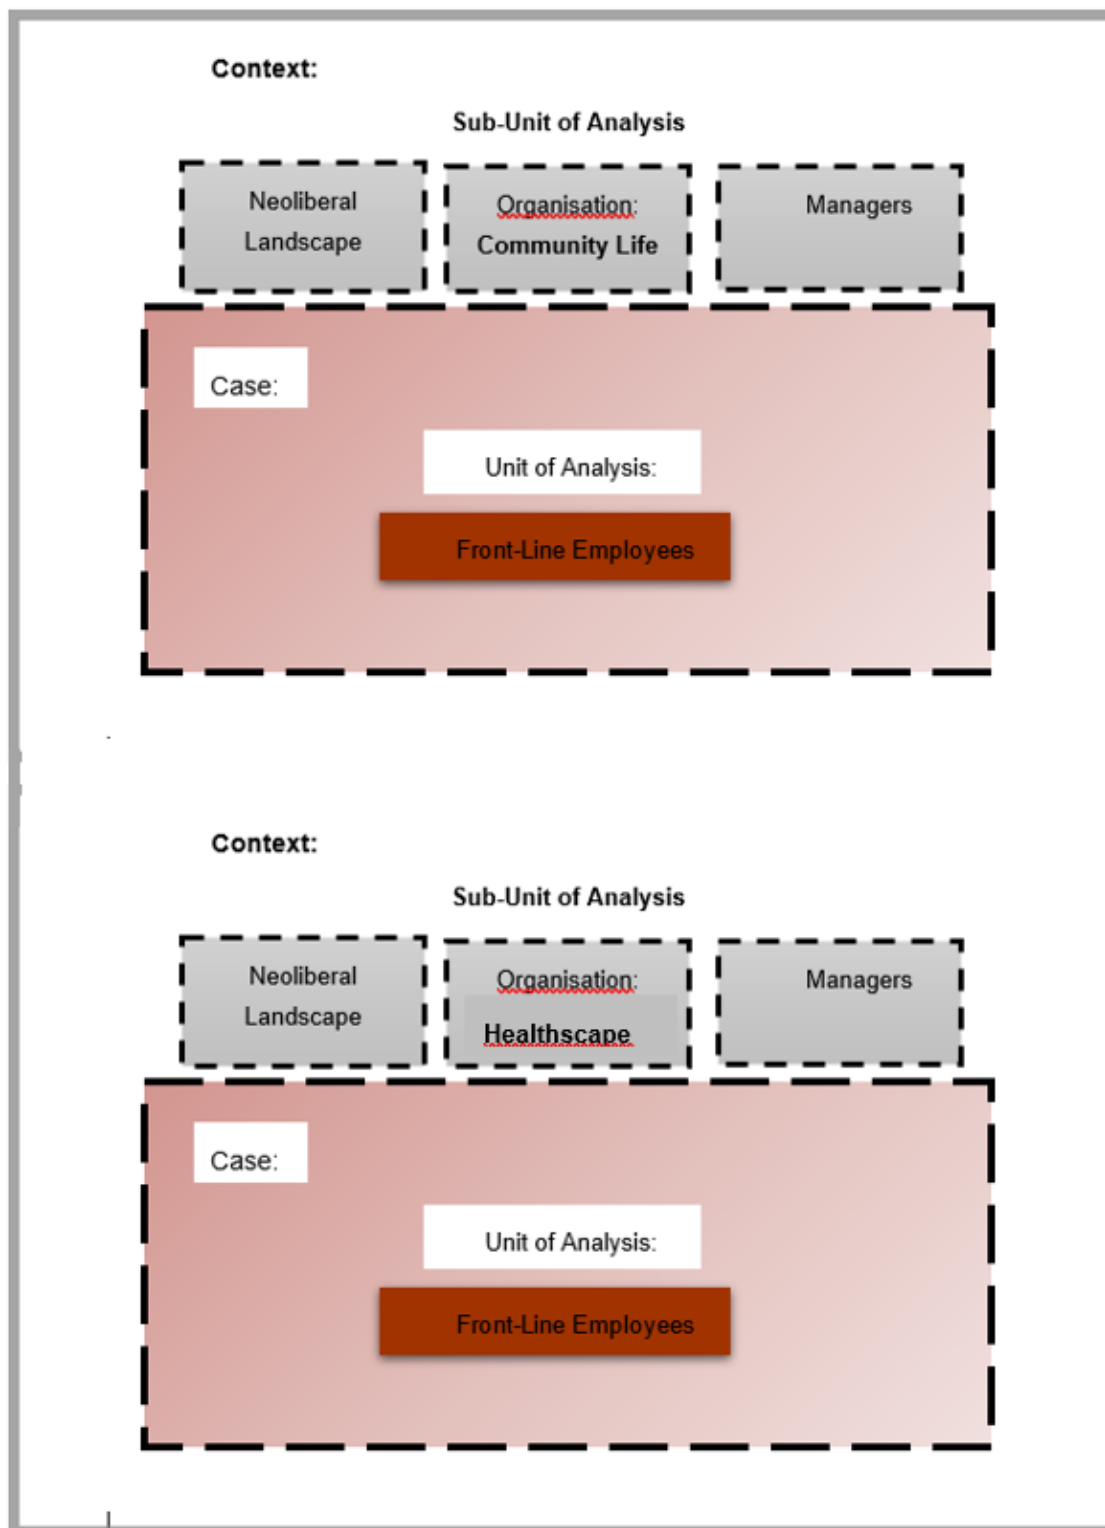 Context:
Sub-Unit of Analysis
Neoliberal
Landscape
Organisation:
Community Life
Managers
Case:
Unit of Analysis:
Front-Line Employees
Context:
Sub-Unit of Analysis
Neoliberal
Landscape
Organisation:
Healthscape
Managers
Case:
Unit of Analysis:
Front-Line Employees